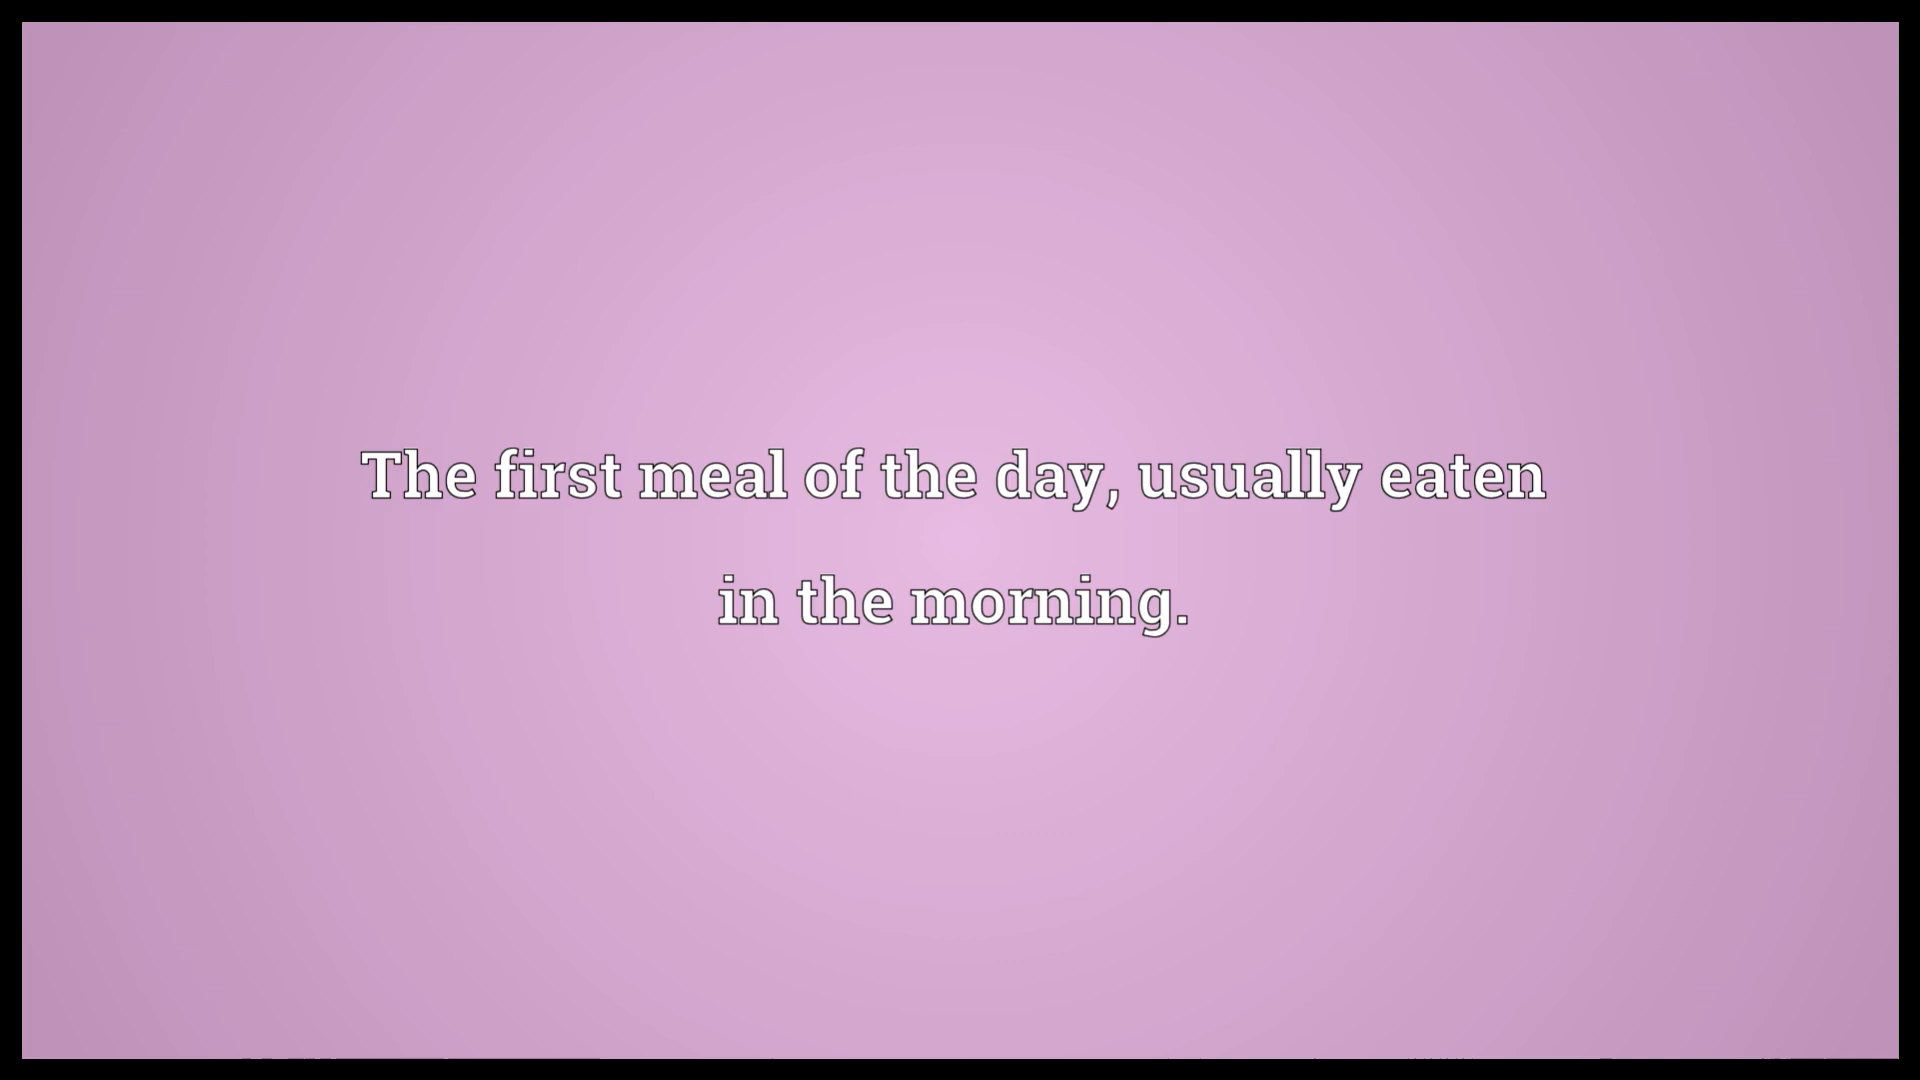 The first meal of the day, usually eaten
in the morning.